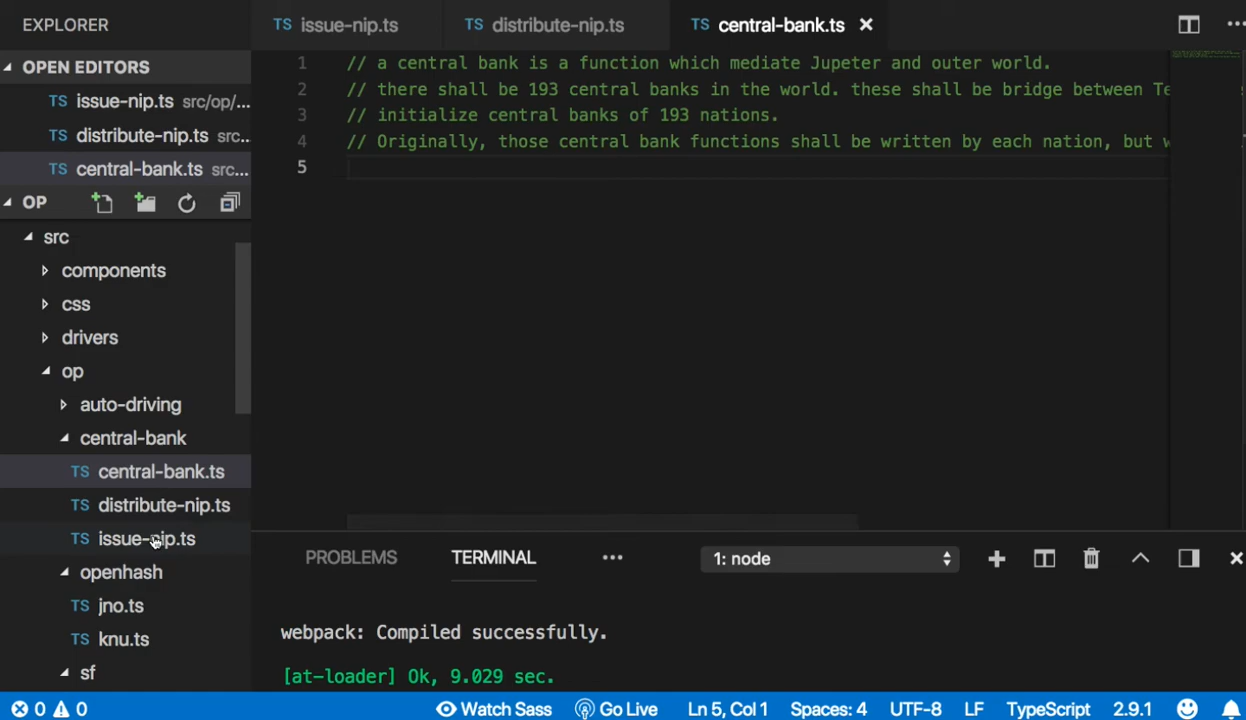 EXPLORER
TS issue-nip.ts
TS distribute-nip.ts
TS central-bank.ts
OPEN EDITORS
TS issue-nip.ts src/op/...
TS distribute-nip.ts src...
TS central-bank.ts src...
OP
src
components
css
drivers
op
auto-driving
central-bank
TS central-bank.ts
TS distribute-nip.ts
TS issue-nip.ts
openhash
TS jno.ts
TS knu.ts
sf
1 // a central bank is a function which mediate Jupeter and outer world.
2 // there shall be 193 central banks in the world. these shall be bridge between Te
3 // initialize central banks of 193 nations.
4 // Originally, those central bank functions shall be written by each nation, but w
5
PROBLEMS
TERMINAL
1: node
webpack: Compiled successfully.
[at-loader] Ok, 9.029 sec.
0 0
Watch Sass
Go Live
Ln 5, Col 1
Spaces: 4
UTF-8
LF
TypeScript
2.9.1